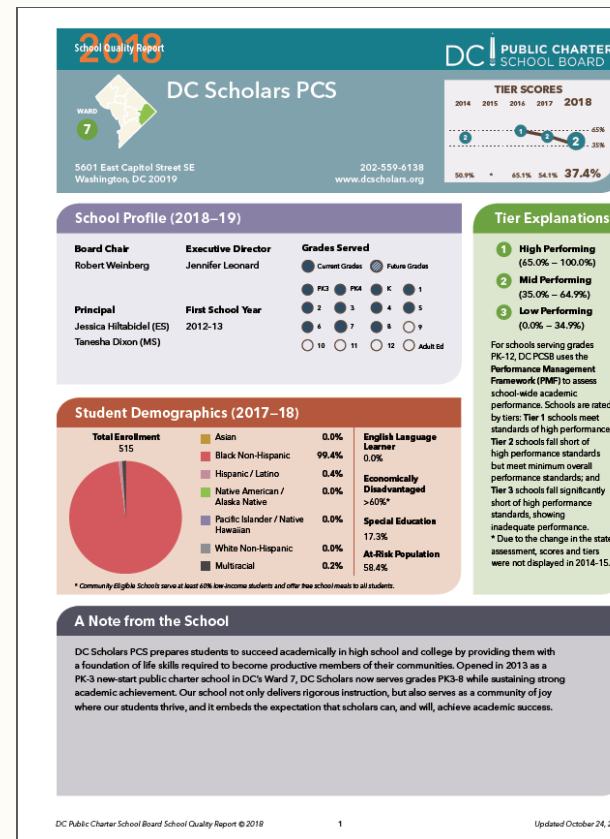 School Quality Report
2018
DC PUBLIC CHARTER
SCHOOL BOARD
DC Scholars PCS
WARD
7
5601 East Capitol Street SE
Washington, DC 20019
202-559-6138
www.dcscholars.org
TIER SCORES
2014 2015 2016 2017 2018
65%
35%
2 1 2 2
50.9% * 65.1% 54.1% 37.4%
School Profile (2018–19)
Board Chair
Robert Weinberg
Executive Director
Jennifer Leonard
Principal
Jessica Hiltabidel (ES)
Tanesha Dixon (MS)
First School Year
2012-13
Grades Served
Current Grades Future Grades
PK3 PK4 K 1
2 3 4 5
6 7 8 9
10 11 12 Adult Ed
Tier Explanations
1 High Performing
(65.0% – 100.0%)
2 Mid Performing
(35.0% – 64.9%)
3 Low Performing
(0.0% – 34.9%)
For schools serving grades
PK-12, DC PCSB uses the
Performance Management
Framework (PMF) to assess
school-wide academic
performance. Schools are rated
by tiers: Tier 1 schools meet
standards of high performance
Tier 2 schools fall short of
high performance standards
but meet minimum overall
performance standards; and
Tier 3 schools fall significantly
short of high performance
standards, showing
inadequate performance.
* Due to the change in the state
assessment, scores and tiers
were not displayed in 2014-15.
Student Demographics (2017–18)
Total Enrollment
515
Asian 0.0%
Black Non-Hispanic 99.4%
Hispanic / Latino 0.4%
Native American / 0.0%
Alaska Native
Pacific Islander / Native 0.0%
Hawaiian
White Non-Hispanic 0.0%
Multiracial 0.2%
English Language
Learner
0.0%
Economically
Disadvantaged
>60%*
Special Education
17.3%
At-Risk Population
58.4%
* Community Eligible Schools serve at least 60% low-income students and offer free school meals to all students.
A Note from the School
DC Scholars PCS prepares students to succeed academically in high school and college by providing them with
a foundation of life skills required to become productive members of their communities. Opened in 2013 as a
PK-3 new-start public charter school in DC's Ward 7, DC Scholars now serves grades PK3-8 while sustaining strong
academic achievement. Our school not only delivers rigorous instruction, but also serves as a community of joy
where our students thrive, and it embeds the expectation that scholars can, and will, achieve academic success.
DC Public Charter School Board School Quality Report © 2018
1
Updated October 24, 2